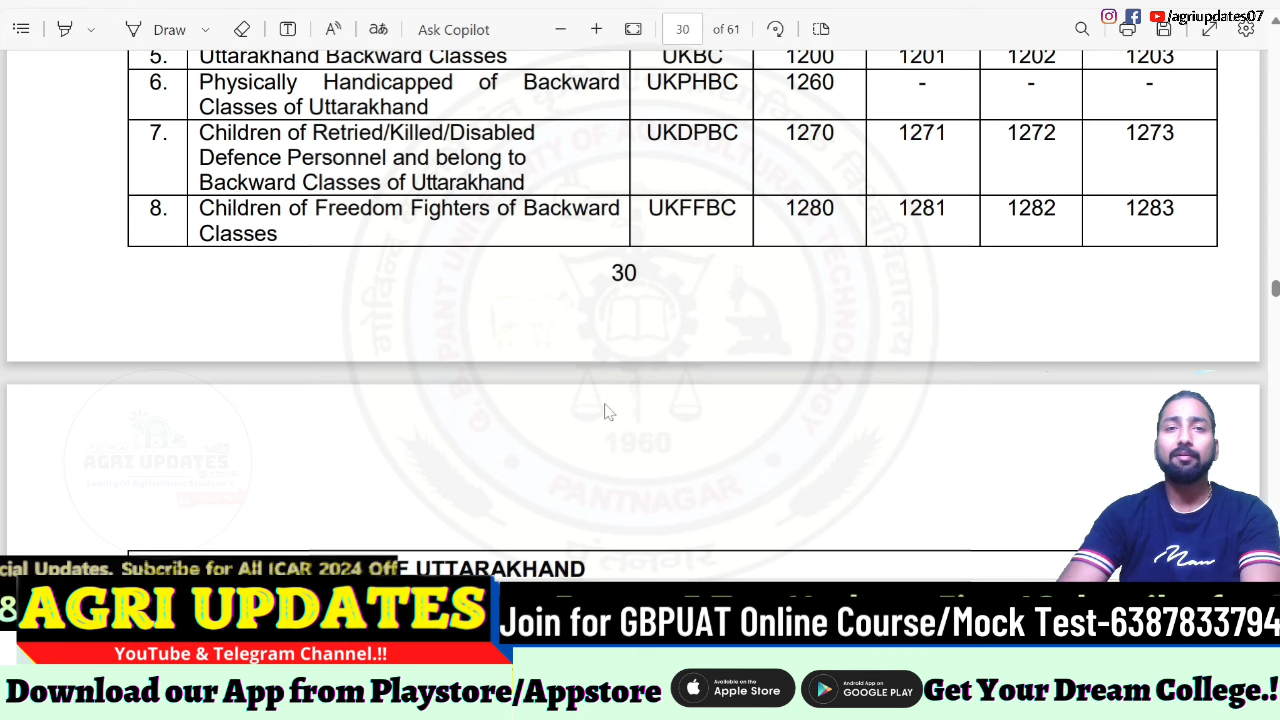 /agriupdates07
Draw
Ask Copilot
30
of 61
5. Uttarakhand Backward Classes UKBC 1200 1201 1202 1203
6. Physically Handicapped of Backward Classes of Uttarakhand UKPHBC 1260 - - -
7. Children of Retried/Killed/Disabled Defence Personnel and belong to Backward Classes of Uttarakhand UKDPBC 1270 1271 1272 1273
8. Children of Freedom Fighters of Backward Classes UKFFBC 1280 1281 1282 1283
30
1960
PANTNAGAR
पंतनगर
AGRI UPDATES
F UTTARAKHAND
cial Updates. Subcribe for All ICAR 2024 Off
8
AGRI UPDATES
Join for GBPUAT Online Course/Mock Test-6387833794
YouTube & Telegram Channel.!!
Download our App from Playstore/Appstore
Available on the
Apple Store
Android App on
GOOGLE PLAY
Get Your Dream College.!